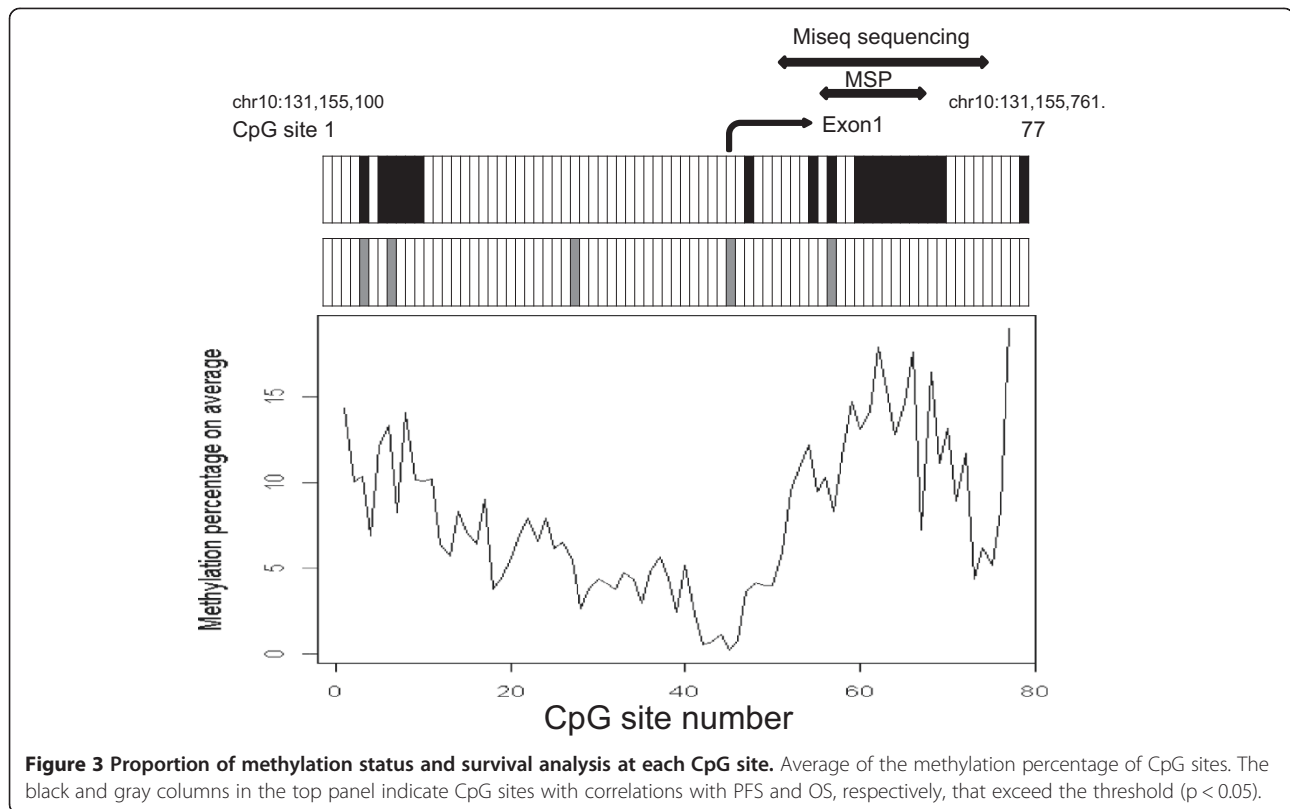 Miseq sequencing
MSP
chr10:131,155,100
chr10:131,155,761.
CpG site 1
Exon1
77
Methylation percentage on average
15
10
5
0
0
20
40
60
80
CpG site number
Figure 3 Proportion of methylation status and survival analysis at each CpG site. Average of the methylation percentage of CpG sites. The
black and gray columns in the top panel indicate CpG sites with correlations with PFS and OS, respectively, that exceed the threshold (p < 0.05).